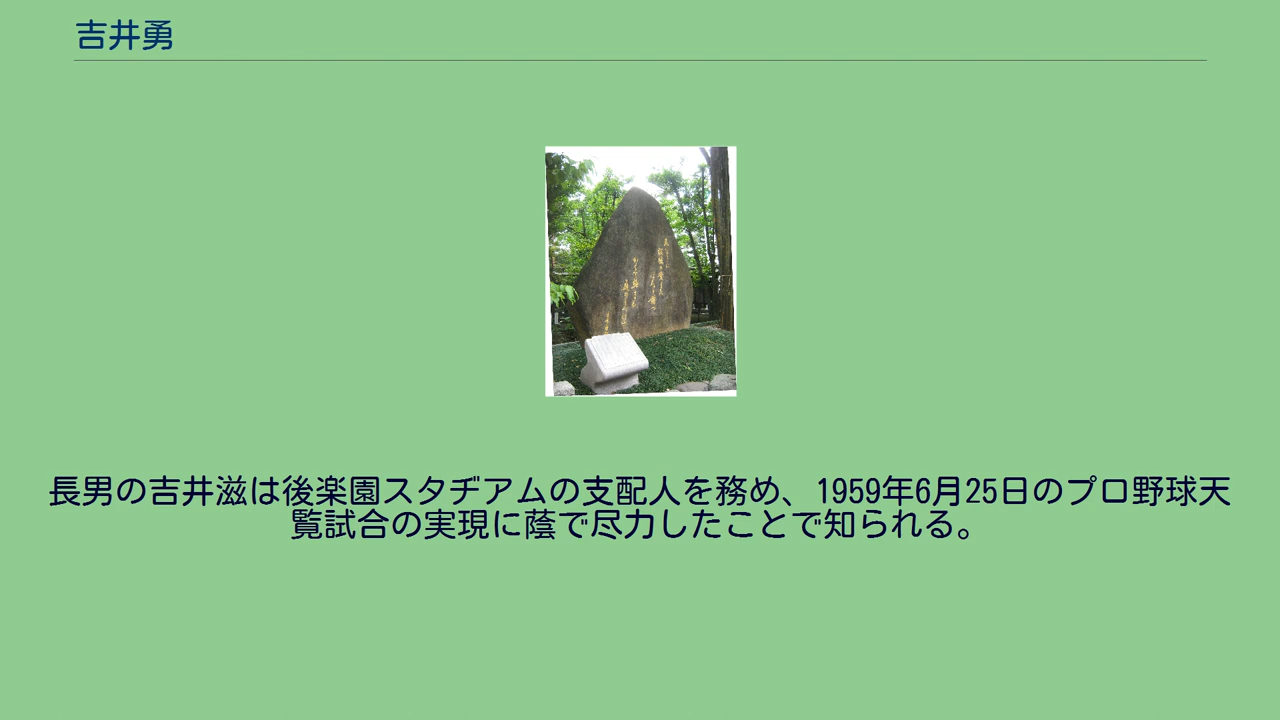 吉井勇
長男の吉井滋は後楽園スタヂアムの支配人を務め、1959年6月25日のプロ野球天
覧試合の実現に蔭で尽力したことで知られる。